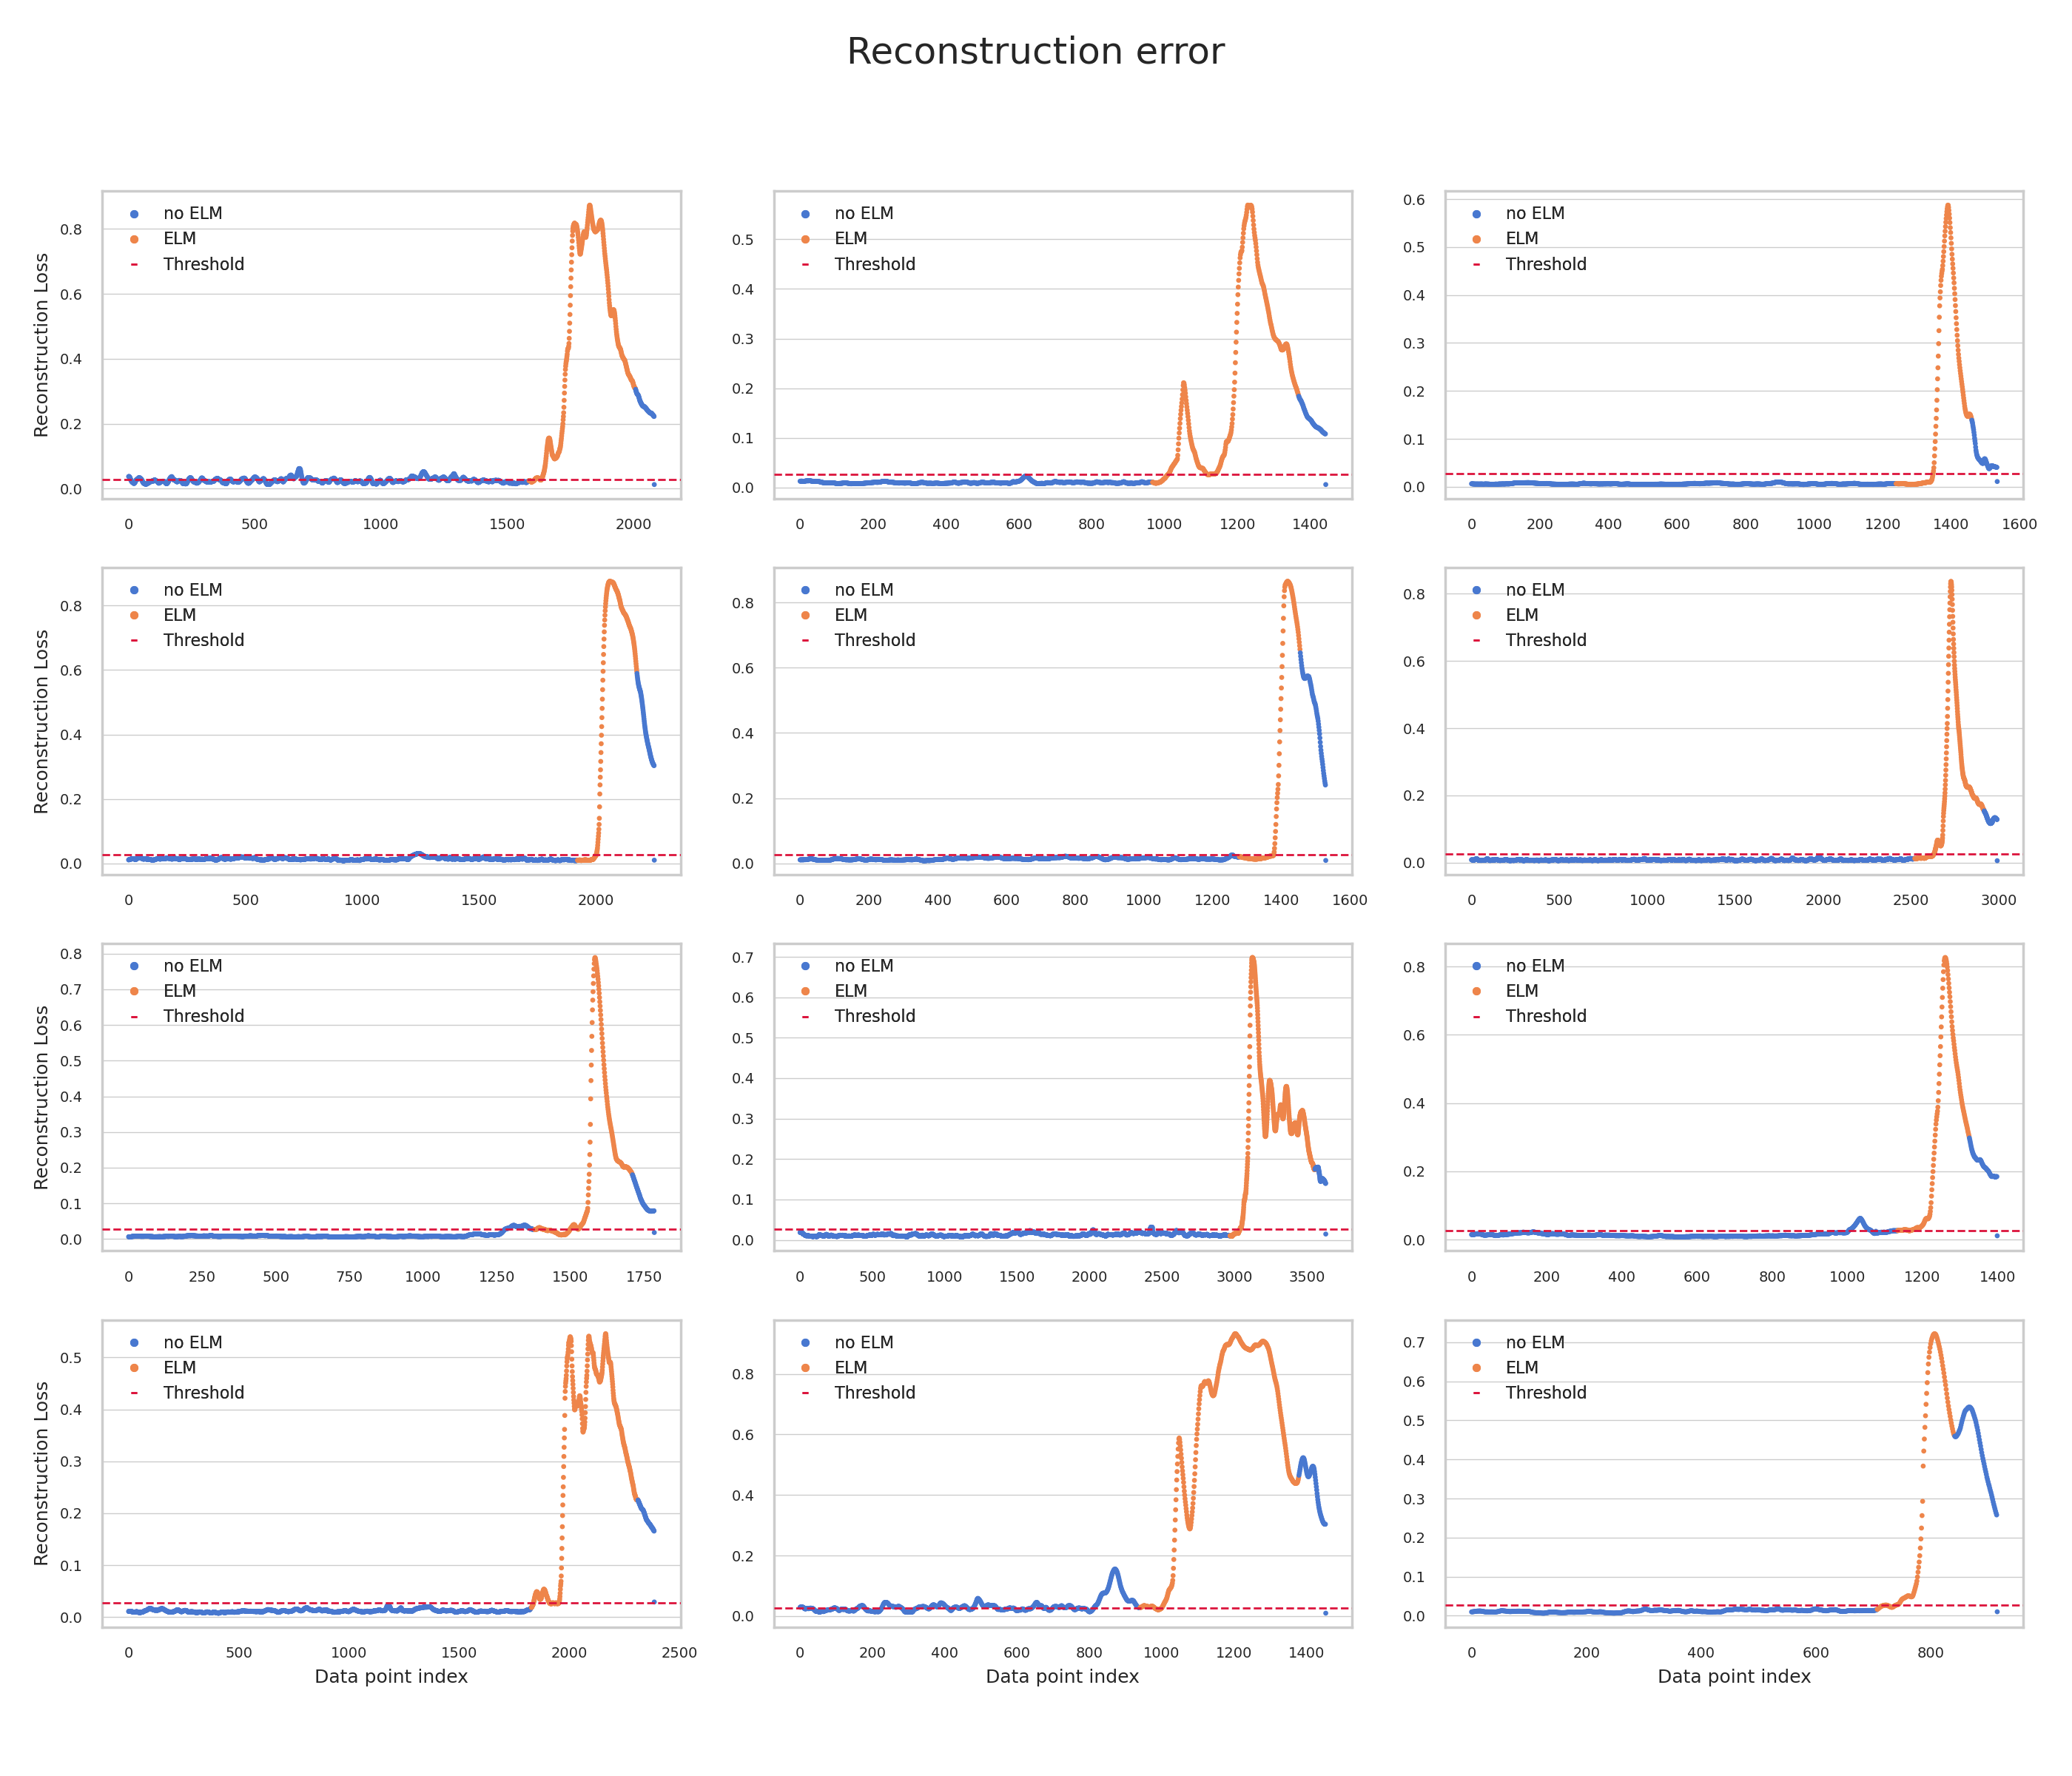 Reconstruction error
Reconstruction Loss
0.8
0.6
0.4
0.2
0.0
no ELM
ELM
Threshold
0 500 1000 1500 2000
0.5
0.4
0.3
0.2
0.1
0.0
no ELM
ELM
Threshold
0 200 400 600 800 1000 1200 1400
0.6
0.5
0.4
0.3
0.2
0.1
0.0
no ELM
ELM
Threshold
0 200 400 600 800 1000 1200 1400 1600
Reconstruction Loss
0.8
0.6
0.4
0.2
0.0
no ELM
ELM
Threshold
0 500 1000 1500 2000
0.8
0.6
0.4
0.2
0.0
no ELM
ELM
Threshold
0 200 400 600 800 1000 1200 1400 1600
0.8
0.6
0.4
0.2
0.0
no ELM
ELM
Threshold
0 500 1000 1500 2000 2500 3000
Reconstruction Loss
0.8
0.7
0.6
0.5
0.4
0.3
0.2
0.1
0.0
no ELM
ELM
Threshold
0 250 500 750 1000 1250 1500 1750
0.7
0.6
0.5
0.4
0.3
0.2
0.1
0.0
no ELM
ELM
Threshold
0 500 1000 1500 2000 2500 3000 3500
0.8
0.6
0.4
0.2
0.0
no ELM
ELM
Threshold
0 200 400 600 800 1000 1200 1400
Reconstruction Loss
0.5
0.4
0.3
0.2
0.1
0.0
no ELM
ELM
Threshold
0 500 1000 1500 2000 2500
Data point index
0.8
0.6
0.4
0.2
0.0
no ELM
ELM
Threshold
0 200 400 600 800 1000 1200 1400
Data point index
0.7
0.6
0.5
0.4
0.3
0.2
0.1
0.0
no ELM
ELM
Threshold
0 200 400 600 800
Data point index